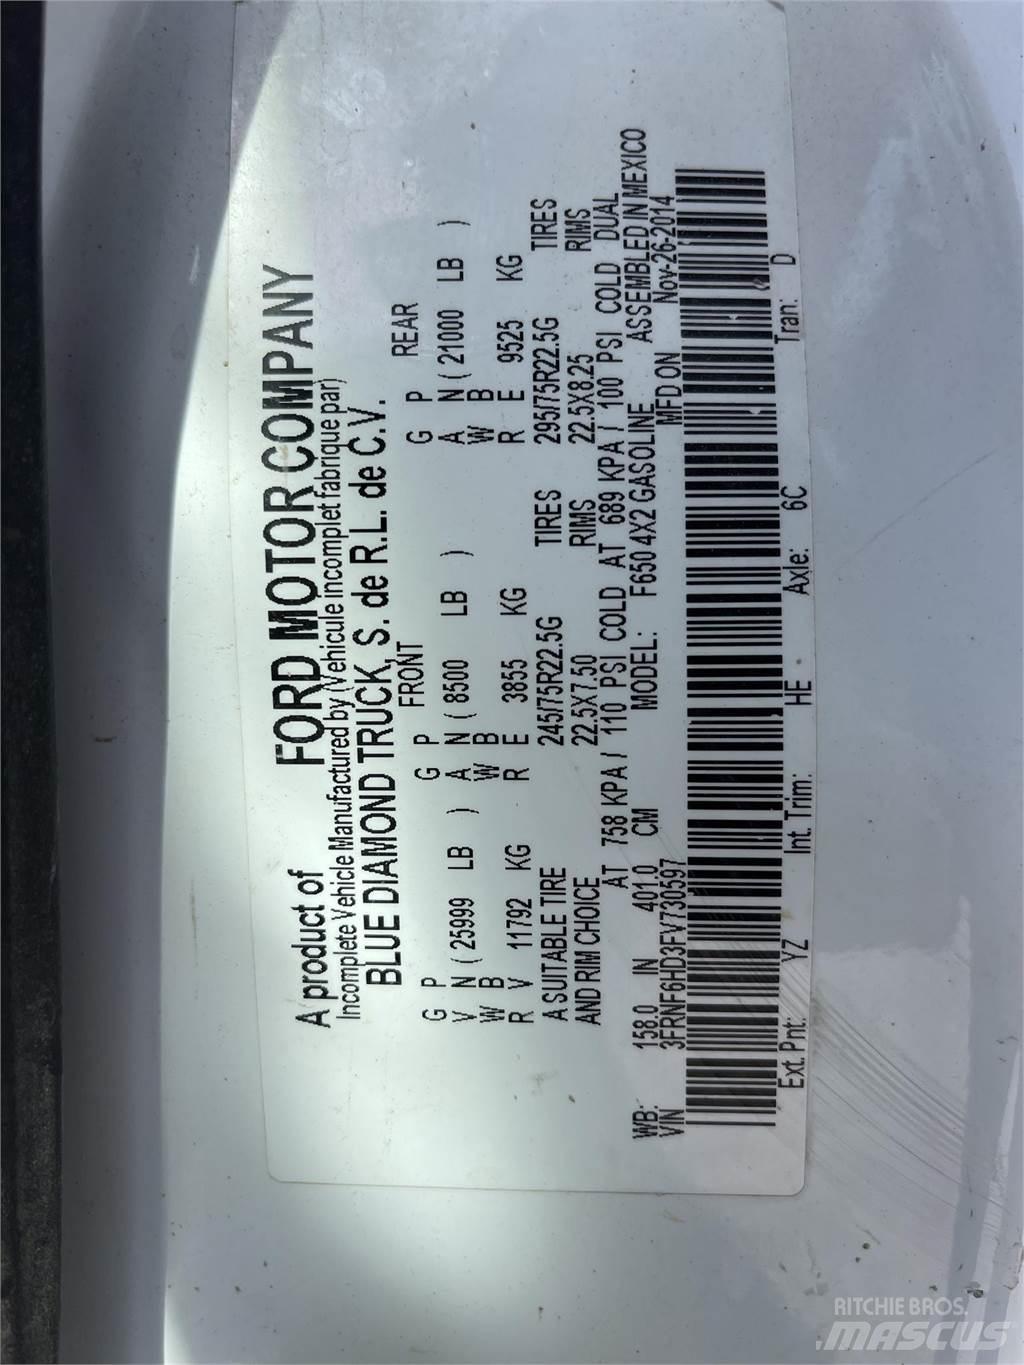 A product of FORD MOTOR COMPANY
Incomplete Vehicle Manufactured by (Vehicule incomplet fabrique par)
BLUE DIAMOND TRUCK, S. de R.L. de C.V.
FRONT REAR
G P G P G P
V N ( 25999 LB ) A N ( 8500 LB ) A N ( 21000 LB )
W B W B W B
R V 11792 KG R E 3855 KG R E 9525 KG
A SUITABLE TIRE 245/75R22.5G TIRES 295/75R22.5G TIRES
AND RIM CHOICE 22.5X7.50 RIMS 22.5X8.25 RIMS
AT 758 KPA / 110 PSI COLD AT 689 KPA / 100 PSI COLD DUAL
WB: 158.0 IN 401.0 CM MODEL: F650 4X2 GASOLINE ASSEMBLED IN MEXICO
VIN 3FRNF6HD3FV730597 MFD ON Nov-26-2014
Ext. Pnt: YZ Int. Trim: HE Axle: 6C Tran: D
RITCHIE BROS.
MASCUS